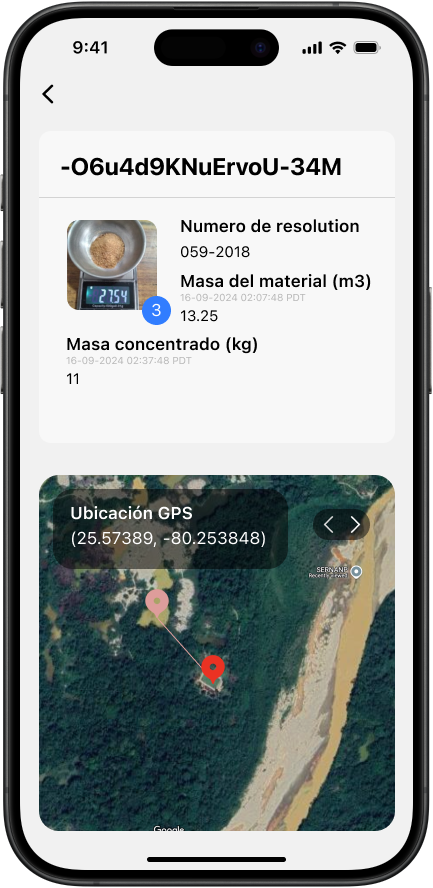 9:41
-O6u4d9KNuErvoU-34M
Numero de resolution
059-2018
Masa del material (m3)
16-09-2024 02:07:48 PDT
13.25
2754
3
Masa concentrado (kg)
16-09-2024 02:37:48 PDT
11
Ubicación GPS
(25.57389, -80.253848)
SERNANP
Recently viewed
Google